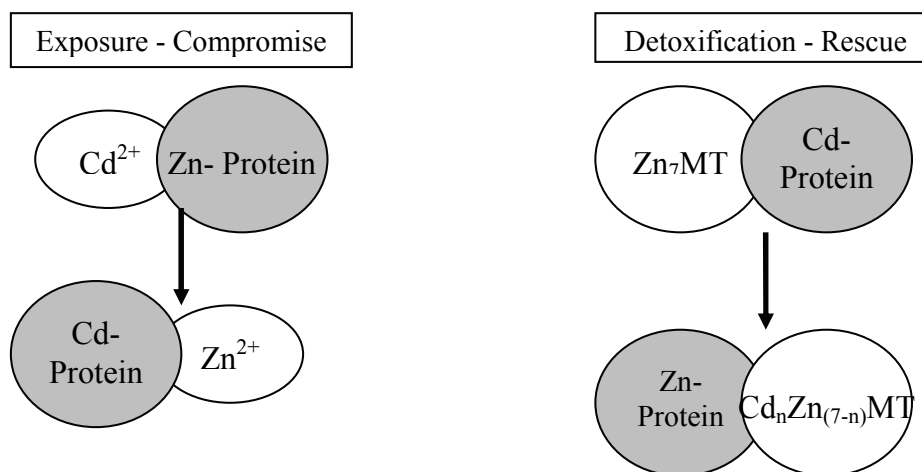 Exposure - Compromise
Cd²⁺
Zn- Protein
Cd-
Protein
Zn²⁺
Detoxification - Rescue
Zn₇MT
Cd-
Protein
Zn-
Protein
CdₙZn₍₇₋ₙ₎MT